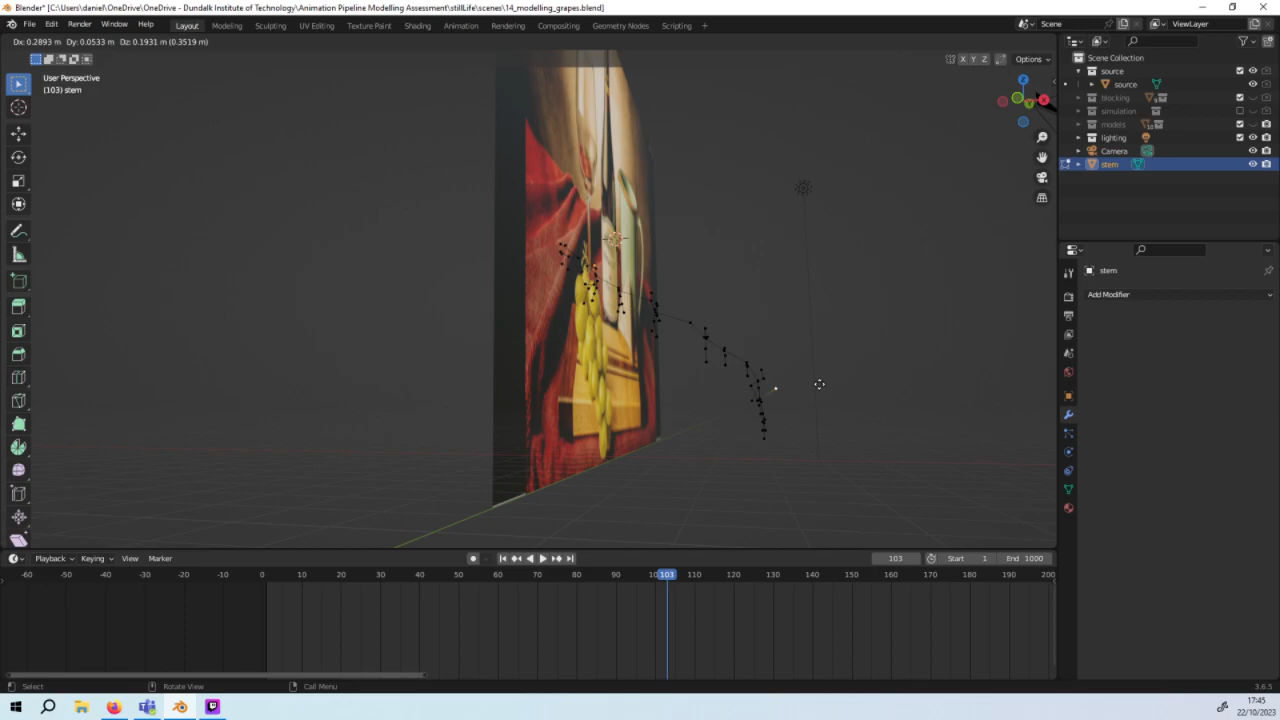 Blender* [C:\Users\daniel\OneDrive\OneDrive - Dundalk Institute of Technology\Animation Pipeline Modelling Assessment\stillLife\scenes\14_modelling_grapes.blend]
File Edit Render Window Help Layout Modeling Sculpting UV Editing Texture Paint Shading Animation Rendering Compositing Geometry Nodes Scripting + Scene ViewLayer
Dx: 0.2893 m Dy: 0.0533 m Dz: 0.1931 m (0.3519 m)
X Y Z Options
User Perspective
(103) stem
Z
X
Y
Scene Collection
source
source
blocking 9
simulation
models 10
lighting
Camera
stem
stem
Add Modifier
Playback Keying View Marker 103 Start 1 End 1000
-60 -50 -40 -30 -20 -10 0 10 20 30 40 50 60 70 80 90 103 110 120 130 140 150 160 170 180 190 200
Select Rotate View Call Menu 3.6.5
17:45
22/10/2023